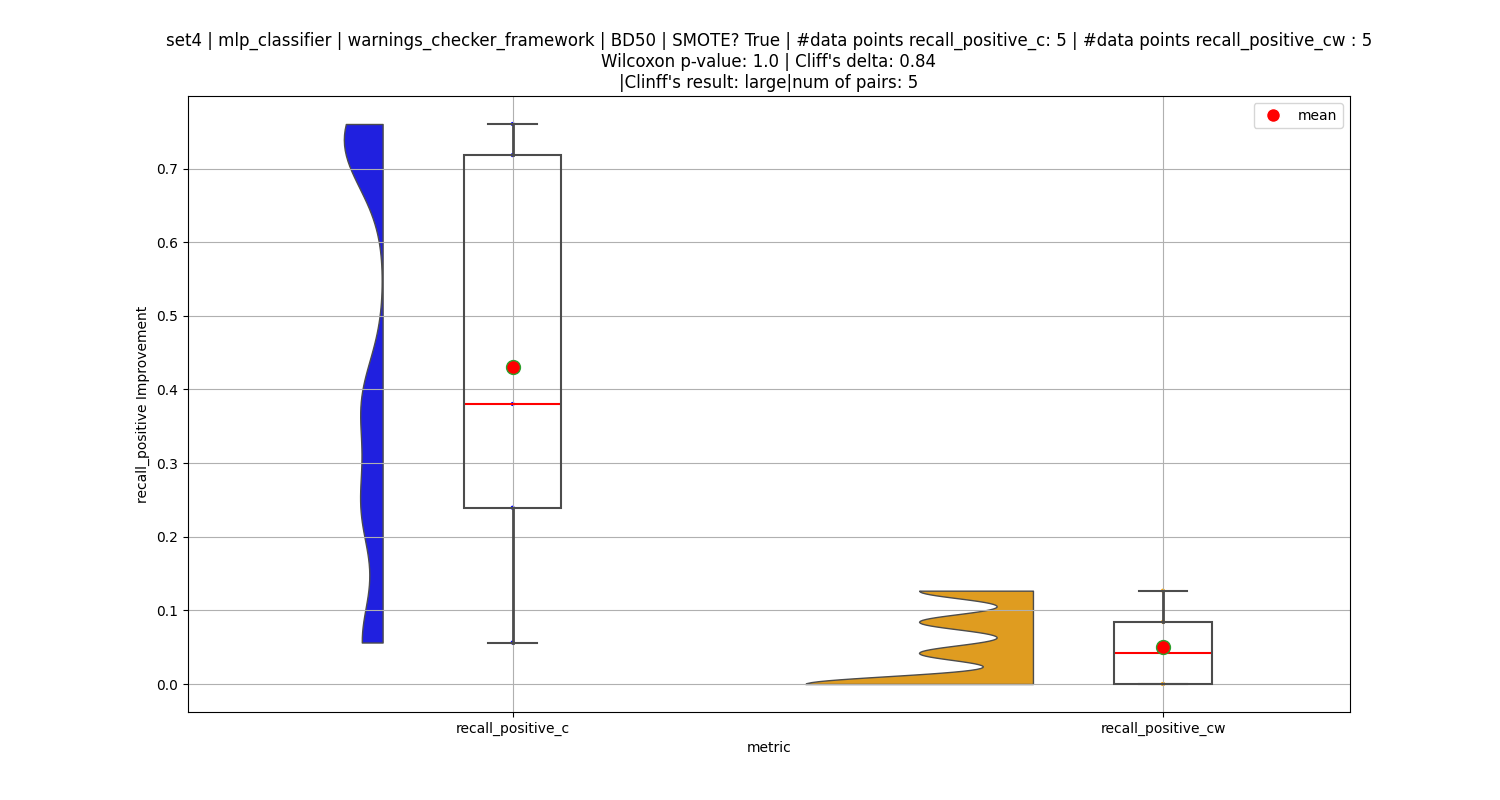 set4 | mlp_classifier | warnings_checker_framework | BD50 | SMOTE? True | #data points recall_positive_c: 5 | #data points recall_positive_cw : 5
Wilcoxon p-value: 1.0 | Cliff's delta: 0.84
|Clinff's result: large|num of pairs: 5
mean
0.7
0.6
0.5
0.4
0.3
0.2
0.1
0.0
recall_positive Improvement
recall_positive_c
recall_positive_cw
metric